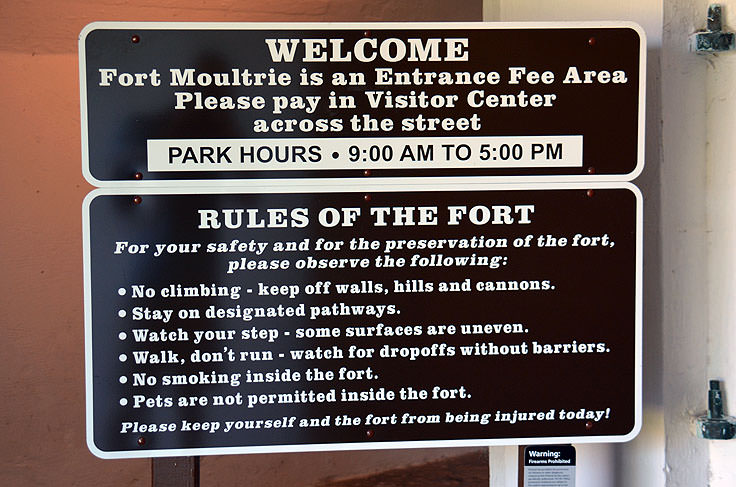 WELCOME
Fort Moultrie is an Entrance Fee Area
Please pay in Visitor Center
across the street
PARK HOURS • 9:00 AM TO 5:00 PM
RULES OF THE FORT
For your safety and for the preservation of the fort,
please observe the following:
• No climbing - keep off walls, hills and cannons.
• Stay on designated pathways.
• Watch your step - some surfaces are uneven.
• Walk, don't run - watch for dropoffs without barriers.
• No smoking inside the fort.
• Pets are not permitted inside the fort.
Please keep yourself and the fort from being injured today!
Warning:
Firearms Prohibited